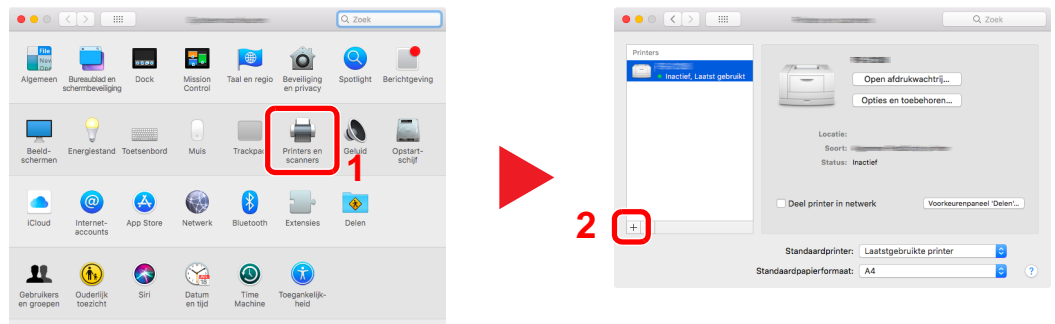 Zoek
File
Nov
Ope
Algemeen
Bureaublad en
schermbeveiliging
Dock
Mission
Control
Taal en regio
Beveiliging
en privacy
Spotlight
Berichtgeving
Beeld-
schermen
Energiestand
Toetsenbord
Muis
Trackpad
Printers en
scanners
Geluid
Opstart-
schijf
1
iCloud
Internet-
accounts
App Store
Netwerk
Bluetooth
Extensies
Delen
Gebruikers
en groepen
Ouderlijk
toezicht
Siri
Datum
en tijd
Time
Machine
Toegankelijk-
heid
Zoek
Printers
Inactief, Laatst gebruikt
Open afdrukwachtrij...
Opties en toebehoren...
Locatie:
Soort:
Status: Inactief
Deel printer in netwerk
Voorkeurenpaneel 'Delen'...
2
+
Standaardprinter: Laatstgebruikte printer
Standaardpapierformaat: A4
?